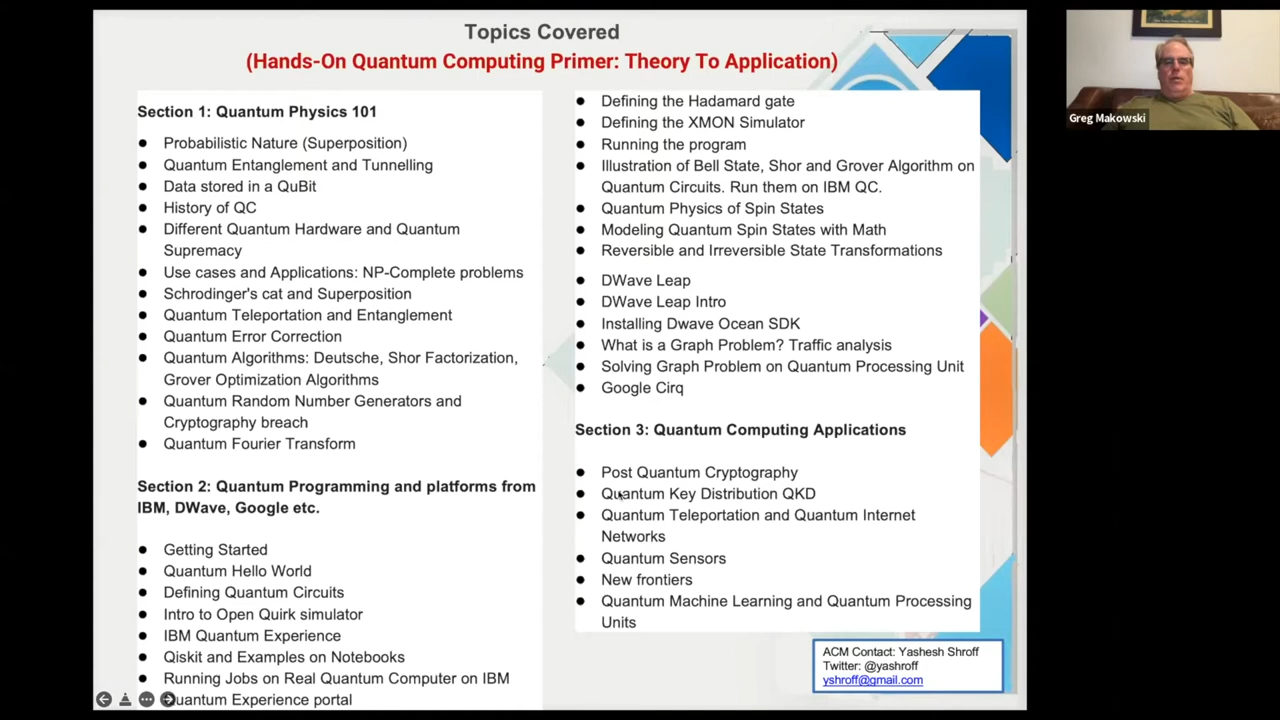 Topics Covered
(Hands-On Quantum Computing Primer: Theory To Application)
Section 1: Quantum Physics 101
● Probabilistic Nature (Superposition)
● Quantum Entanglement and Tunnelling
● Data stored in a QuBit
● History of QC
● Different Quantum Hardware and Quantum
Supremacy
● Use cases and Applications: NP-Complete problems
● Schrodinger's cat and Superposition
● Quantum Teleportation and Entanglement
● Quantum Error Correction
● Quantum Algorithms: Deutsche, Shor Factorization,
Grover Optimization Algorithms
● Quantum Random Number Generators and
Cryptography breach
● Quantum Fourier Transform
Section 2: Quantum Programming and platforms from
IBM, DWave, Google etc.
● Getting Started
● Quantum Hello World
● Defining Quantum Circuits
● Intro to Open Quirk simulator
● IBM Quantum Experience
● Qiskit and Examples on Notebooks
● Running Jobs on Real Quantum Computer on IBM
Quantum Experience portal
● Defining the Hadamard gate
● Defining the XMON Simulator
● Running the program
● Illustration of Bell State, Shor and Grover Algorithm on
Quantum Circuits. Run them on IBM QC.
● Quantum Physics of Spin States
● Modeling Quantum Spin States with Math
● Reversible and Irreversible State Transformations
● DWave Leap
● DWave Leap Intro
● Installing Dwave Ocean SDK
● What is a Graph Problem? Traffic analysis
● Solving Graph Problem on Quantum Processing Unit
● Google Cirq
Section 3: Quantum Computing Applications
● Post Quantum Cryptography
● Quantum Key Distribution QKD
● Quantum Teleportation and Quantum Internet
Networks
● Quantum Sensors
● New frontiers
● Quantum Machine Learning and Quantum Processing
Units
ACM Contact: Yashesh Shroff
Twitter: @yashroff
yshroff@gmail.com
Greg Makowski